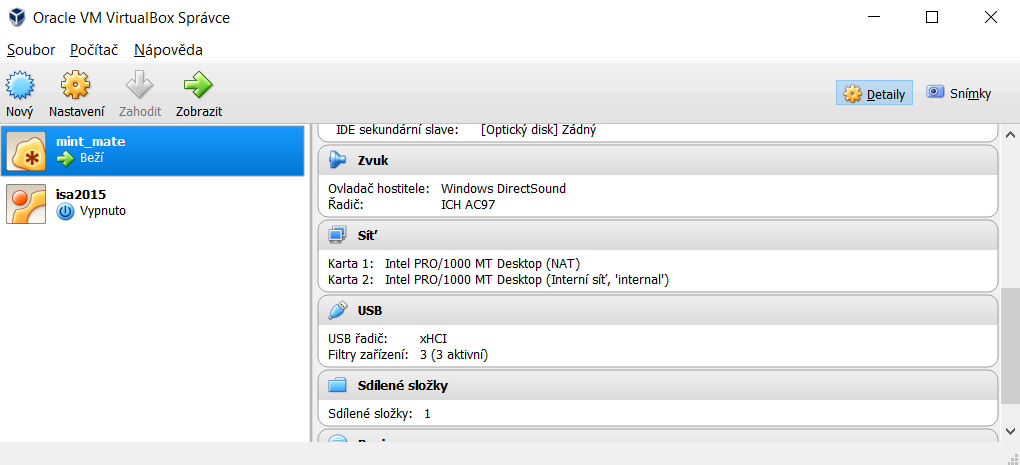 Oracle VM VirtualBox Správce
Soubor Počítač Nápověda
Nový Nastavení Zahodit Zobrazit
Detaily Snímky
mint_mate
Beží
isa2015
Vypnuto
IDE sekundární slave: [Optický disk] Žádný
Zvuk
Ovladač hostitele: Windows DirectSound
Řadič: ICH AC97
Síť
Karta 1: Intel PRO/1000 MT Desktop (NAT)
Karta 2: Intel PRO/1000 MT Desktop (Interní síť, 'internal')
USB
USB řadič: xHCI
Filtry zařízení: 3 (3 aktivní)
Sdílené složky
Sdílené složky: 1